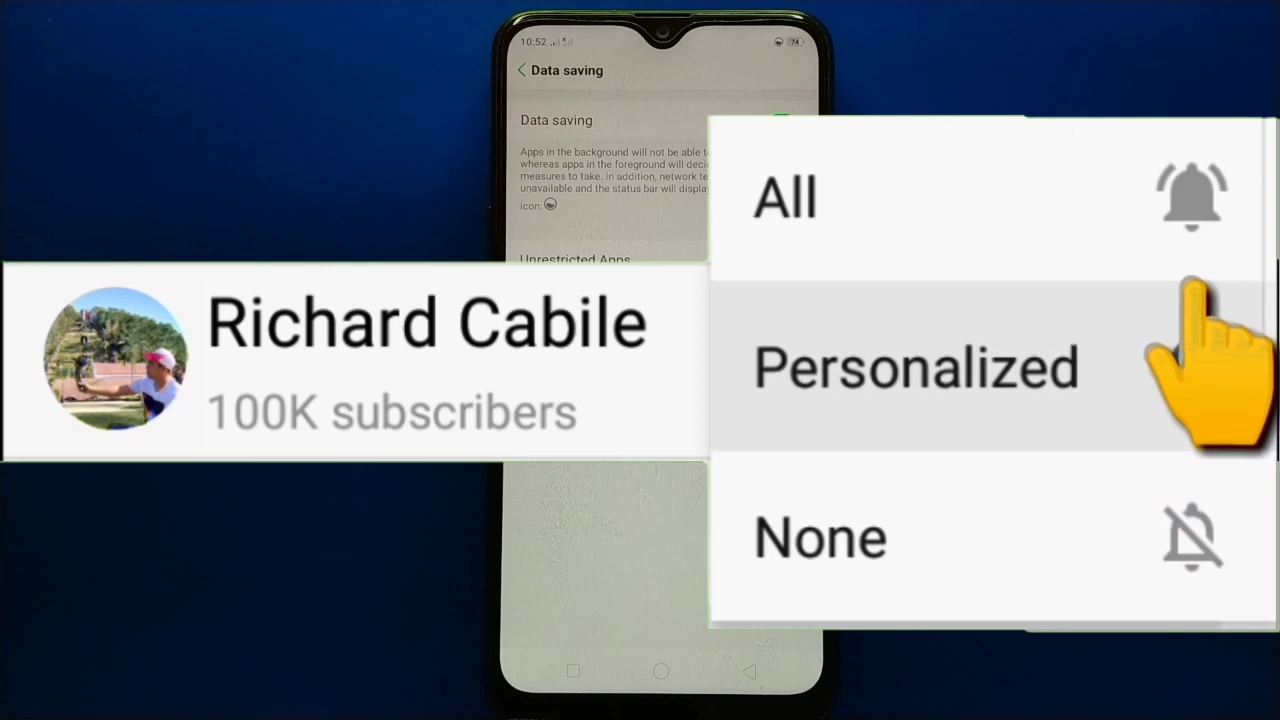 10:52
74
Data saving
Data saving
Apps in the background will not be able to
whereas apps in the foreground will
measures to take. In addition, network
unavailable and the status bar will
icon:
Unrestricted Apps
All
Personalized
None
Richard Cabile
100K subscribers